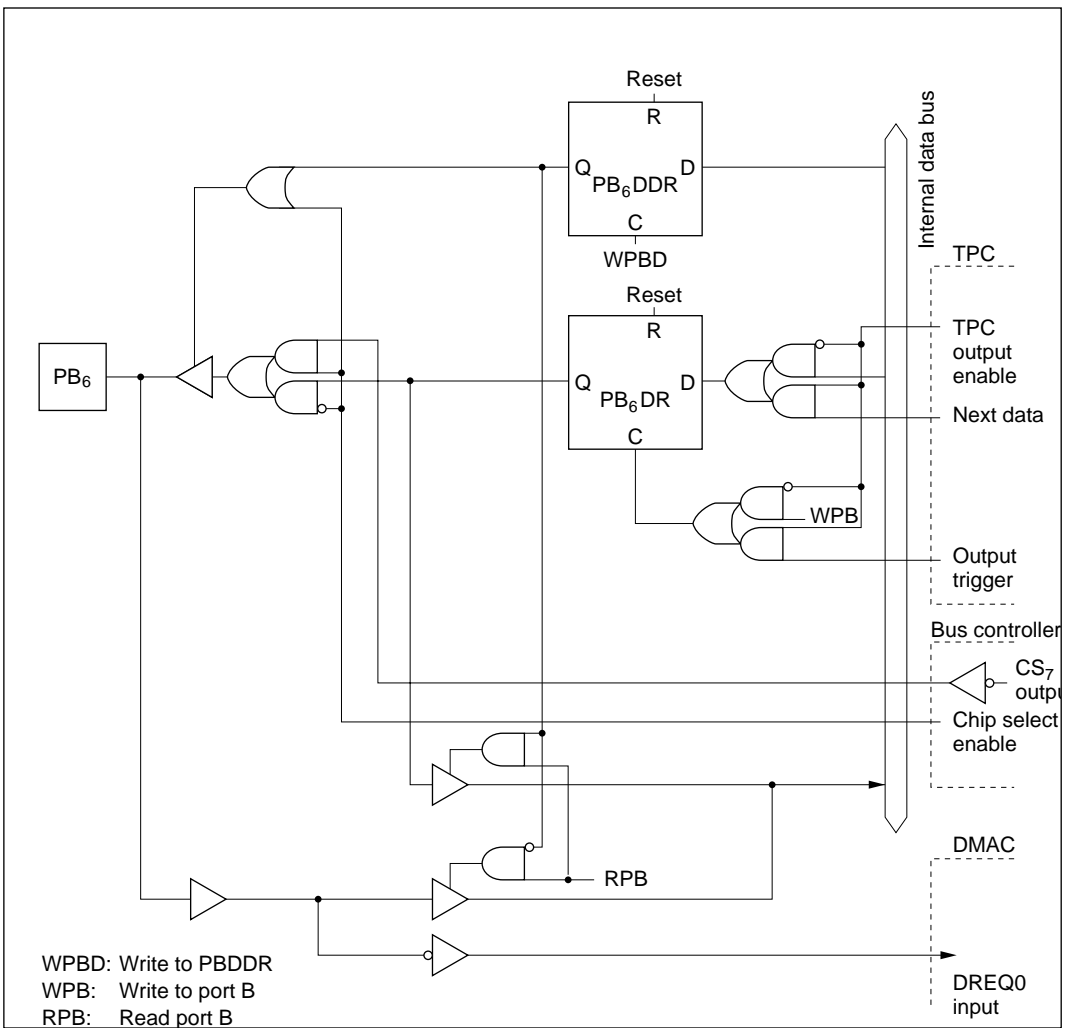 Reset
R
Q
D
PB6DDR
C
WPBD
Internal data bus
TPC
Reset
R
TPC
output
enable
PB6
Q
D
PB6DR
C
Next data
WPB
Output
trigger
Bus controller
CS7
outpu
Chip select
enable
DMAC
RPB
WPBD: Write to PBDDR
WPB: Write to port B
RPB: Read port B
DREQ0
input